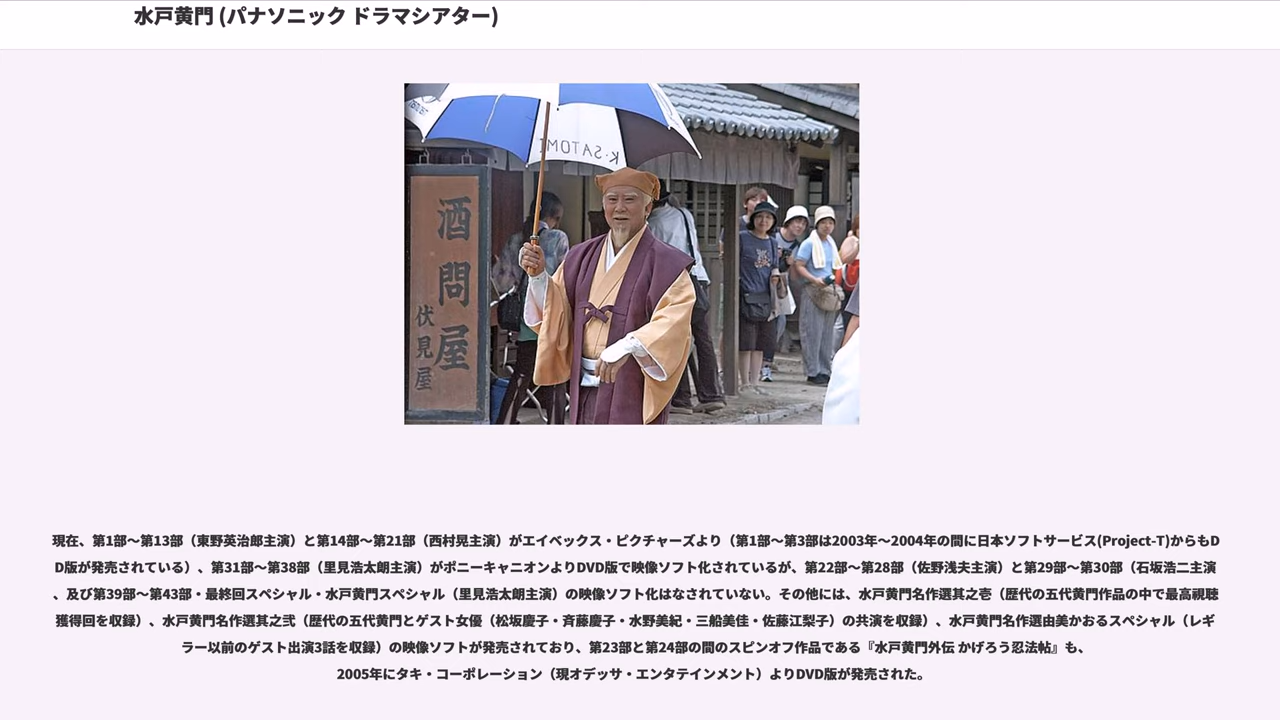 水戸黄門 (パナソニック ドラマシアター)
K·SATOMI
酒問屋
伏見屋
現在、第1部〜第13部（東野英治郎主演）と第14部〜第21部（西村晃主演）がエイベックス・ピクチャーズより（第1部〜第3部は2003年〜2004年の間に日本ソフトサービス(Project-T)からもD
D版が発売されている）、第31部〜第38部（里見浩太朗主演）がポニーキャニオンよりDVD版で映像ソフト化されているが、第22部〜第28部（佐野浅夫主演）と第29部〜第30部（石坂浩二主演
、及び第39部〜第43部・最終回スペシャル・水戸黄門スペシャル（里見浩太朗主演）の映像ソフト化はなされていない。その他には、水戸黄門名作選其之壱（歴代の五代黄門作品の中で最高視聴
獲得回を収録）、水戸黄門名作選其之弐（歴代の五代黄門とゲスト女優（松坂慶子・斉藤慶子・水野美紀・三船美佳・佐藤江梨子）の共演を収録）、水戸黄門名作選由美かおるスペシャル（レギ
ラー以前のゲスト出演3話を収録）の映像ソフトが発売されており、第23部と第24部の間のスピンオフ作品である『水戸黄門外伝 かげろう忍法帖』も、
2005年にタキ・コーポレーション（現オデッサ・エンタテインメント）よりDVD版が発売された。